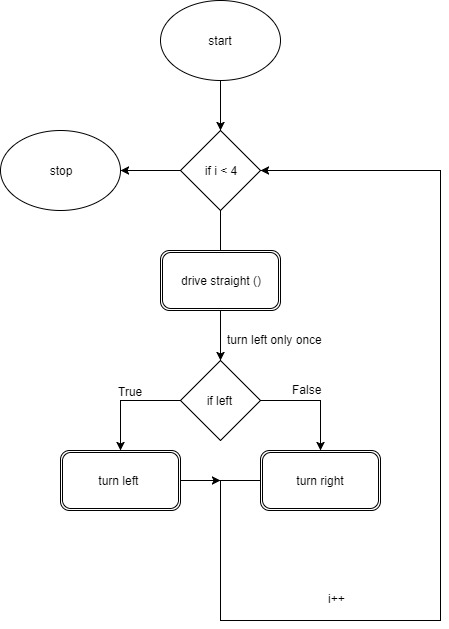 start
stop
if i < 4
drive straight ()
turn left only once
if left
True
False
turn left
turn right
i++